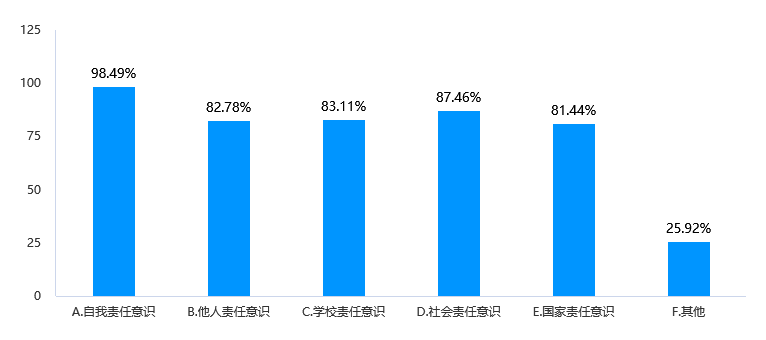 125
100
75
50
25
0
98.49%
82.78%
83.11%
87.46%
81.44%
25.92%
A.自我责任意识
B.他人责任意识
C.学校责任意识
D.社会责任意识
E.国家责任意识
F.其他